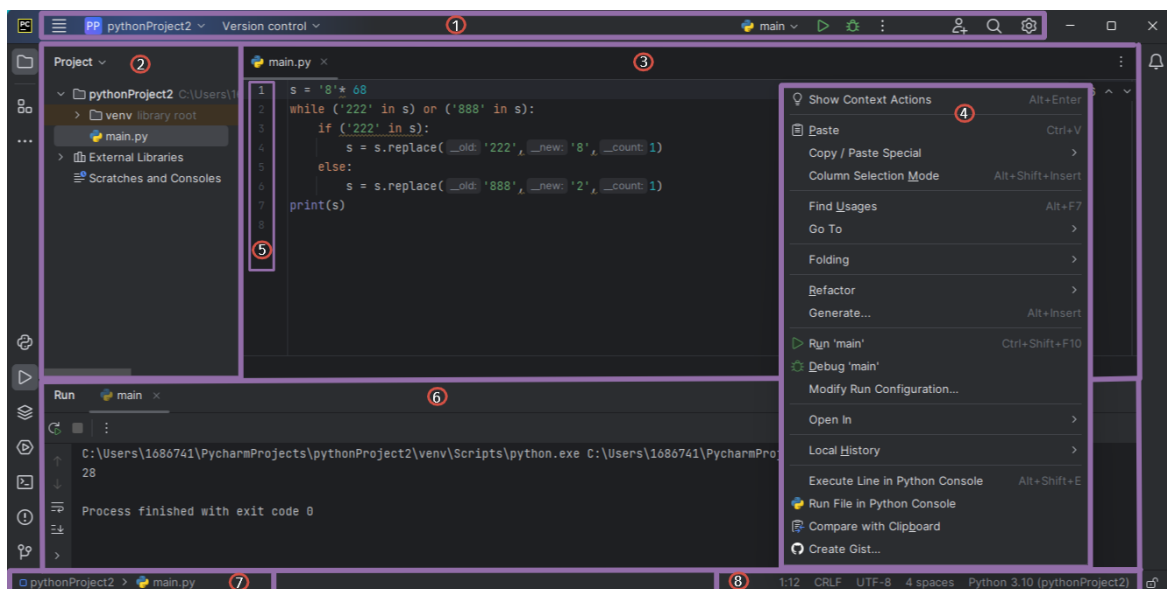 PC PP pythonProject2 Version control ① main
Project ②
pythonProject2 C:\Users\1
venv library root
main.py
External Libraries
Scratches and Consoles
main.py ③
1 s = '8'* 68
2 while ('222' in s) or ('888' in s):
3 if ('222' in s):
4 s = s.replace( __old: '222', __new: '8', __count: 1)
5 else:
6 s = s.replace( __old: '888', __new: '2', __count: 1)
7 print(s)
8
⑤
Show Context Actions Alt+Enter
④
Paste Ctrl+V
Copy / Paste Special
Column Selection Mode Alt+Shift+Insert
Find Usages Alt+F7
Go To
Folding
Refactor
Generate... Alt+Insert
Run 'main' Ctrl+Shift+F10
Debug 'main'
Modify Run Configuration...
Open In
Local History
Execute Line in Python Console Alt+Shift+E
Run File in Python Console
Compare with Clipboard
Create Gist...
Run main ⑥
C:\Users\1686741\PycharmProjects\pythonProject2\venv\Scripts\python.exe C:\Users\1686741\PycharmPro
28
Process finished with exit code 0
pythonProject2 > main.py ⑦ ⑧ 1:12 CRLF UTF-8 4 spaces Python 3.10 (pythonProject2)